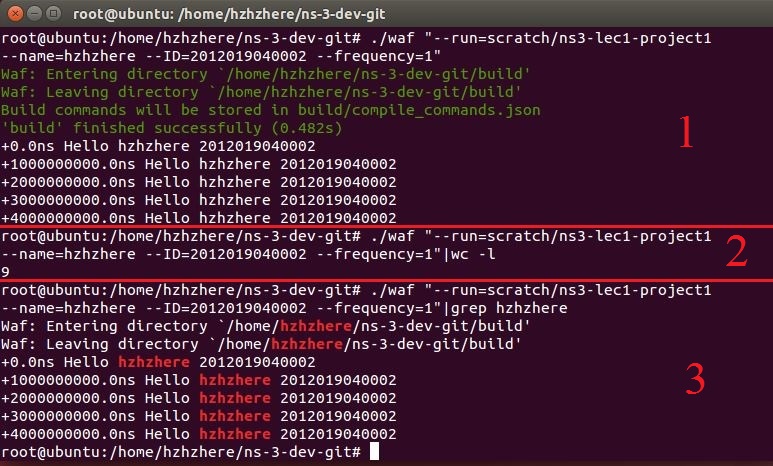 root@ubuntu: /home/hzhzhere/ns-3-dev-git
root@ubuntu:/home/hzhzhere/ns-3-dev-git# ./waf "--run=scratch/ns3-lec1-project1
--name=hzhzhere --ID=2012019040002 --frequency=1"
Waf: Entering directory `/home/hzhzhere/ns-3-dev-git/build'
Waf: Leaving directory `/home/hzhzhere/ns-3-dev-git/build'
Build commands will be stored in build/compile_commands.json
'build' finished successfully (0.482s)
+0.0ns Hello hzhzhere 2012019040002
+1000000000.0ns Hello hzhzhere 2012019040002
+2000000000.0ns Hello hzhzhere 2012019040002
+3000000000.0ns Hello hzhzhere 2012019040002
+4000000000.0ns Hello hzhzhere 2012019040002
1
root@ubuntu:/home/hzhzhere/ns-3-dev-git# ./waf "--run=scratch/ns3-lec1-project1
--name=hzhzhere --ID=2012019040002 --frequency=1"|wc -l
9
2
root@ubuntu:/home/hzhzhere/ns-3-dev-git# ./waf "--run=scratch/ns3-lec1-project1
--name=hzhzhere --ID=2012019040002 --frequency=1"|grep hzhzhere
Waf: Entering directory `/home/hzhzhere/ns-3-dev-git/build'
Waf: Leaving directory `/home/hzhzhere/ns-3-dev-git/build'
+0.0ns Hello hzhzhere 2012019040002
+1000000000.0ns Hello hzhzhere 2012019040002
+2000000000.0ns Hello hzhzhere 2012019040002
+3000000000.0ns Hello hzhzhere 2012019040002
+4000000000.0ns Hello hzhzhere 2012019040002
3
root@ubuntu:/home/hzhzhere/ns-3-dev-git#